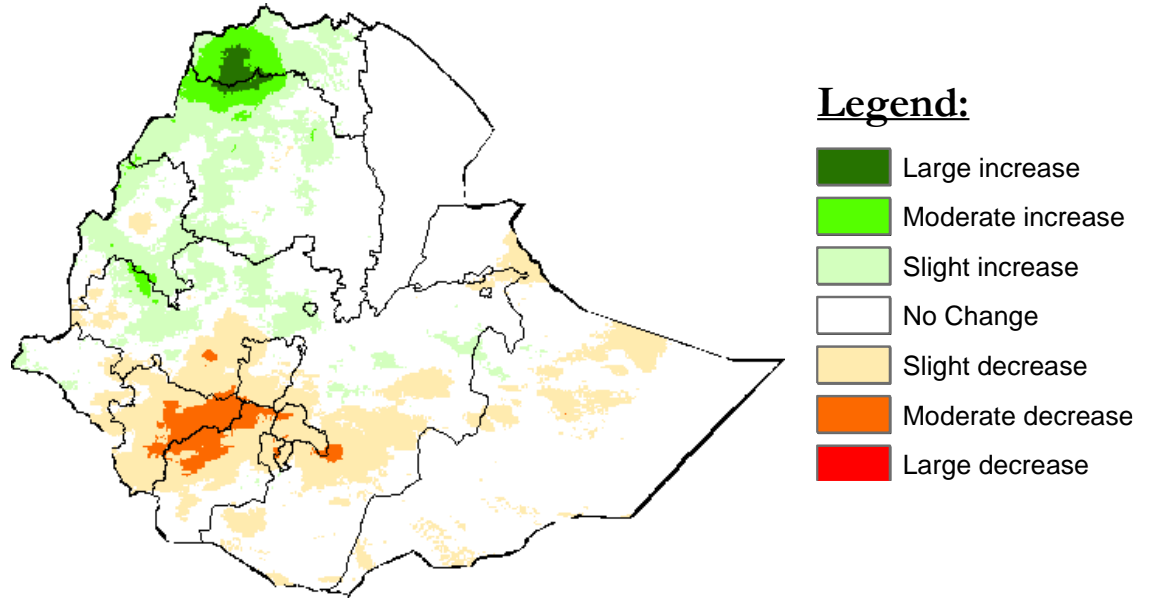 Legend:
Large increase
Moderate increase
Slight increase
No Change
Slight decrease
Moderate decrease
Large decrease